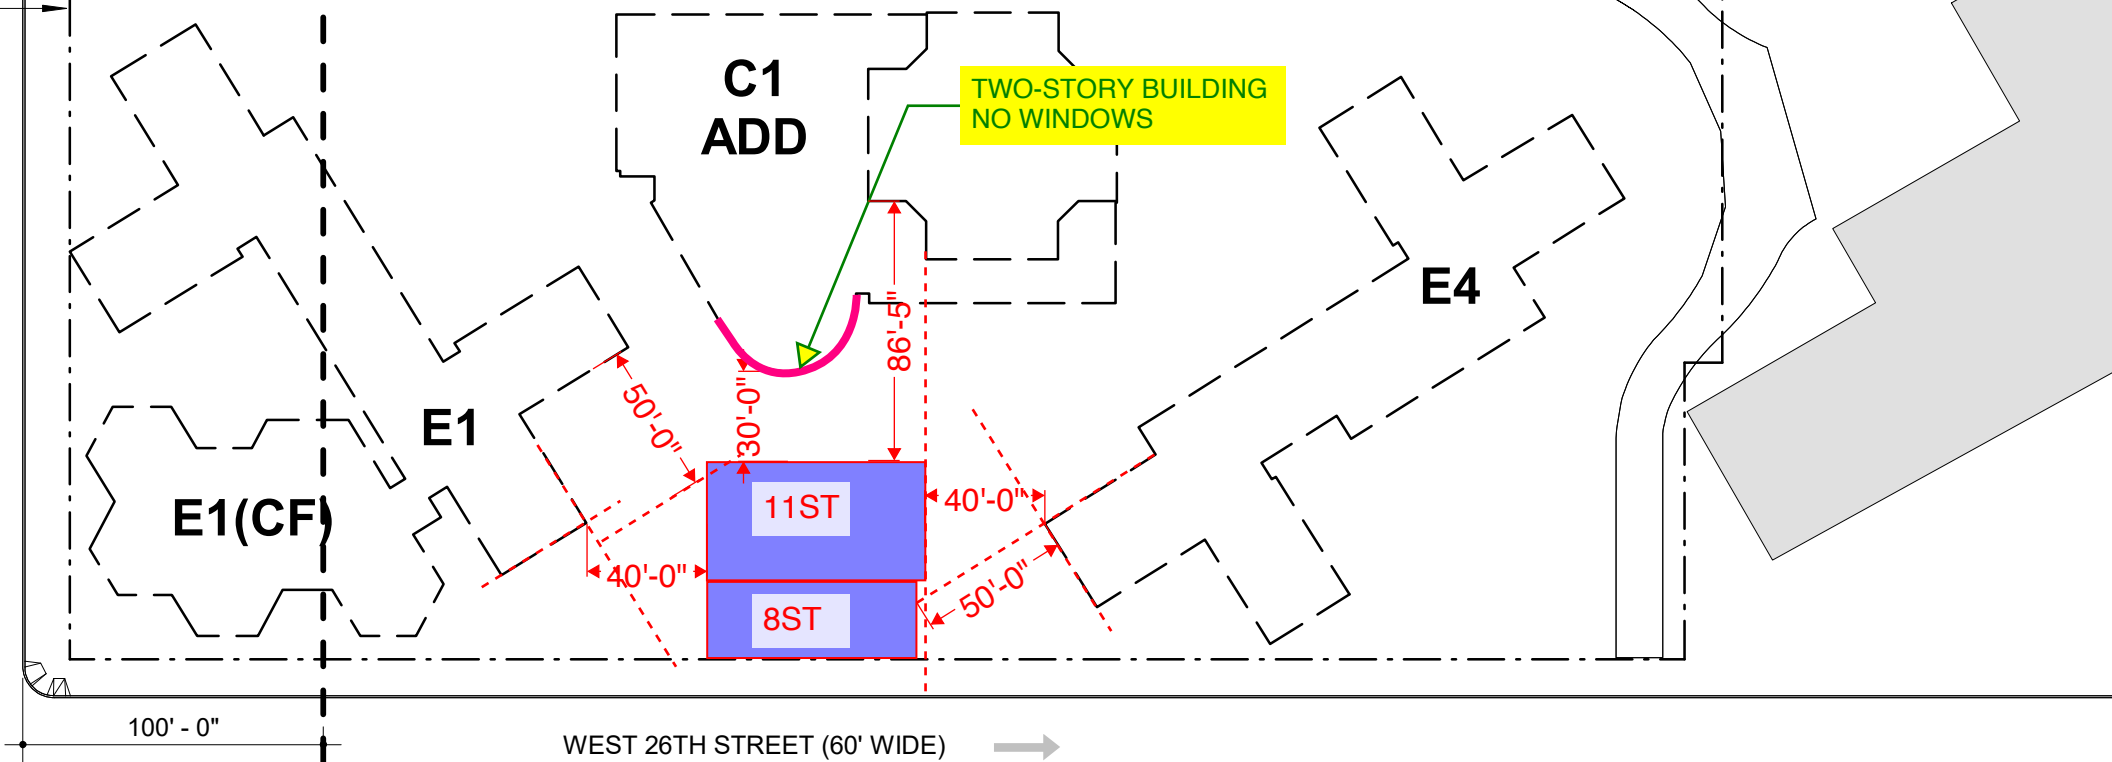 C1
ADD
TWO-STORY BUILDING
NO WINDOWS
E4
86'-5"
50'-0"
30'-0"
E1
E1(CF)
11ST
40'-0"
40'-0"
50'-0"
8ST
100' - 0"
WEST 26TH STREET (60' WIDE)